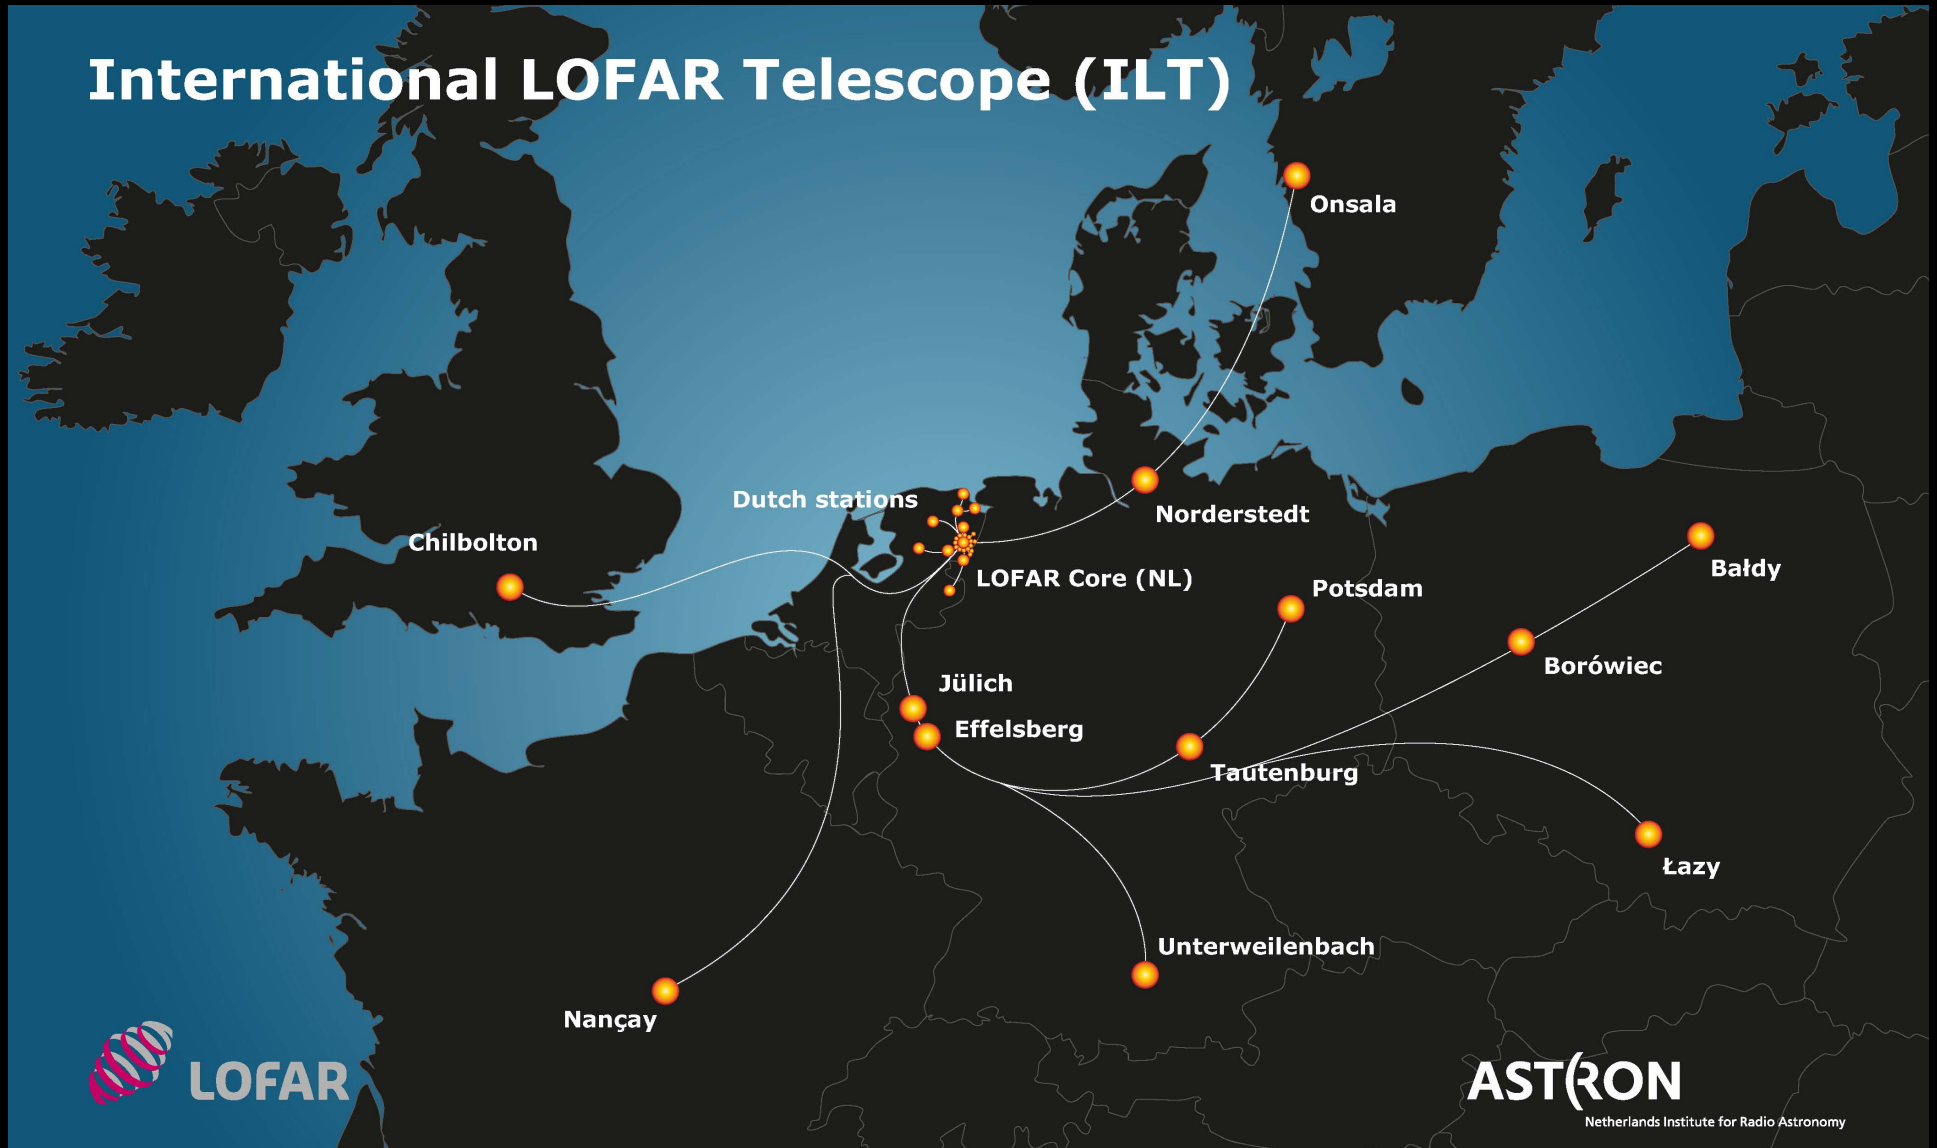 International LOFAR Telescope (ILT)
Onsala
Dutch stations
Norderstedt
Chilbolton
Bałdy
LOFAR Core (NL)
Potsdam
Borówiec
Jülich
Effelsberg
Tautenburg
Łazy
Unterweilenbach
Nançay
LOFAR
ASTRON
Netherlands Institute for Radio Astronomy